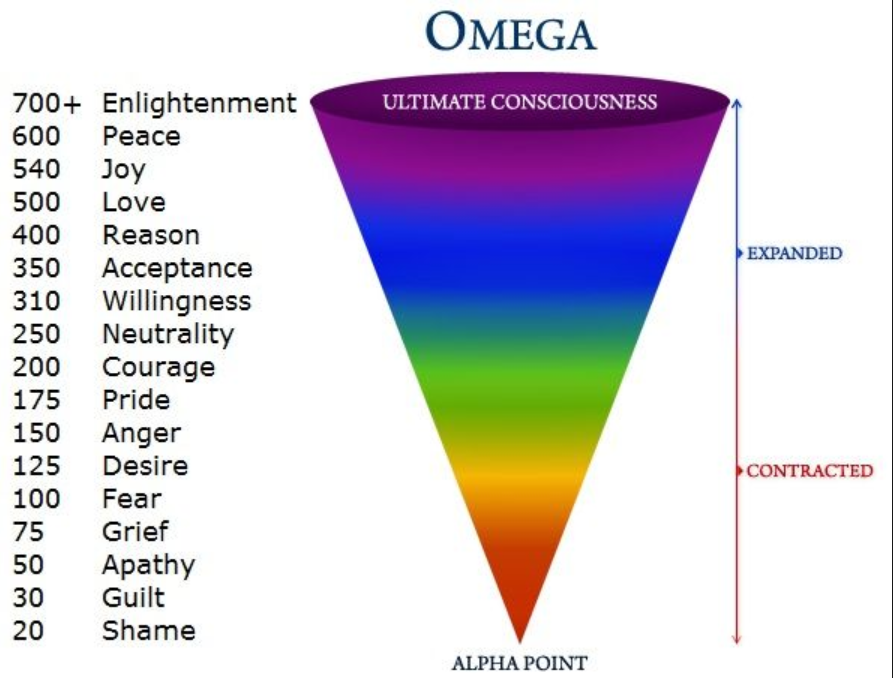 OMEGA
700+ Enlightenment
ULTIMATE CONSCIOUSNESS
600 Peace
540 Joy
500 Love
400 Reason
EXPANDED
350 Acceptance
310 Willingness
250 Neutrality
200 Courage
175 Pride
150 Anger
125 Desire
CONTRACTED
100 Fear
75 Grief
50 Apathy
30 Guilt
20 Shame
ALPHA POINT